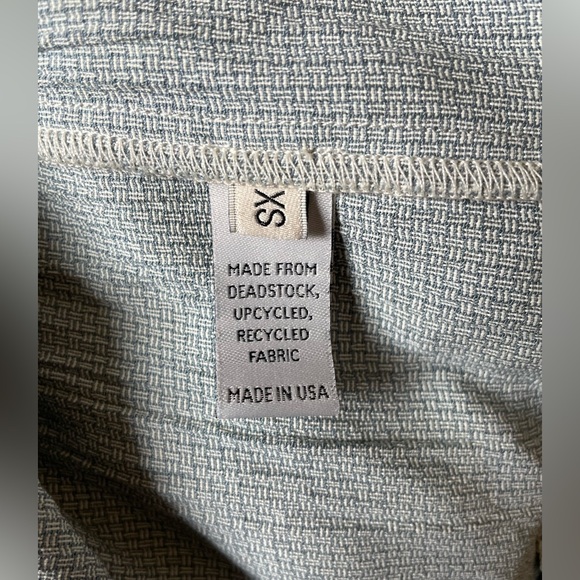 XS
MADE FROM
DEADSTOCK,
UPCYCLED,
RECYCLED
FABRIC
MADE IN USA